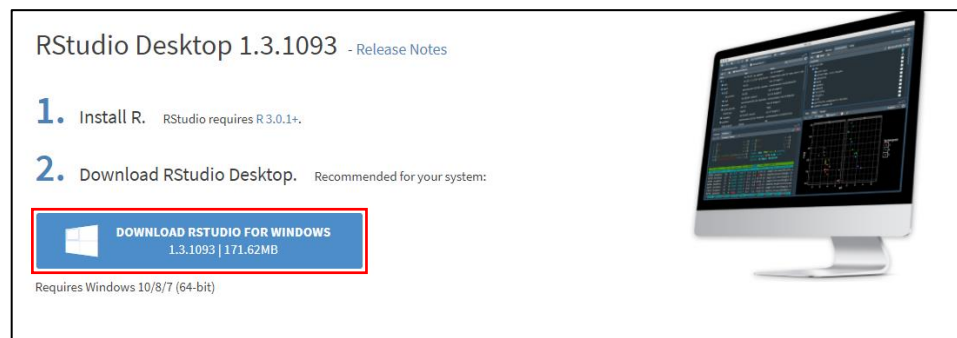 RStudio Desktop 1.3.1093 - Release Notes
1. Install R. RStudio requires R 3.0.1+.
2. Download RStudio Desktop. Recommended for your system:
DOWNLOAD RSTUDIO FOR WINDOWS
1.3.1093 | 171.62MB
Requires Windows 10/8/7 (64-bit)